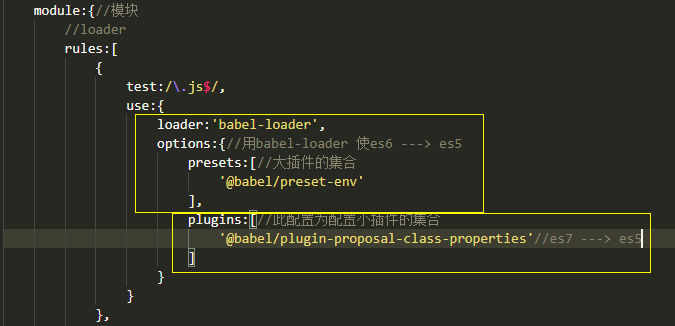 module:{//模块
//loader
rules:[
{
test:/\.js$/,
use:{
loader:'babel-loader',
options:{//用babel-loader 使es6 ---> es5
presets:[//大插件的集合
'@babel/preset-env'
],
plugins:[//此配置为配置小插件的集合
'@babel/plugin-proposal-class-properties'//es7 ---> es5
]
}
}
},